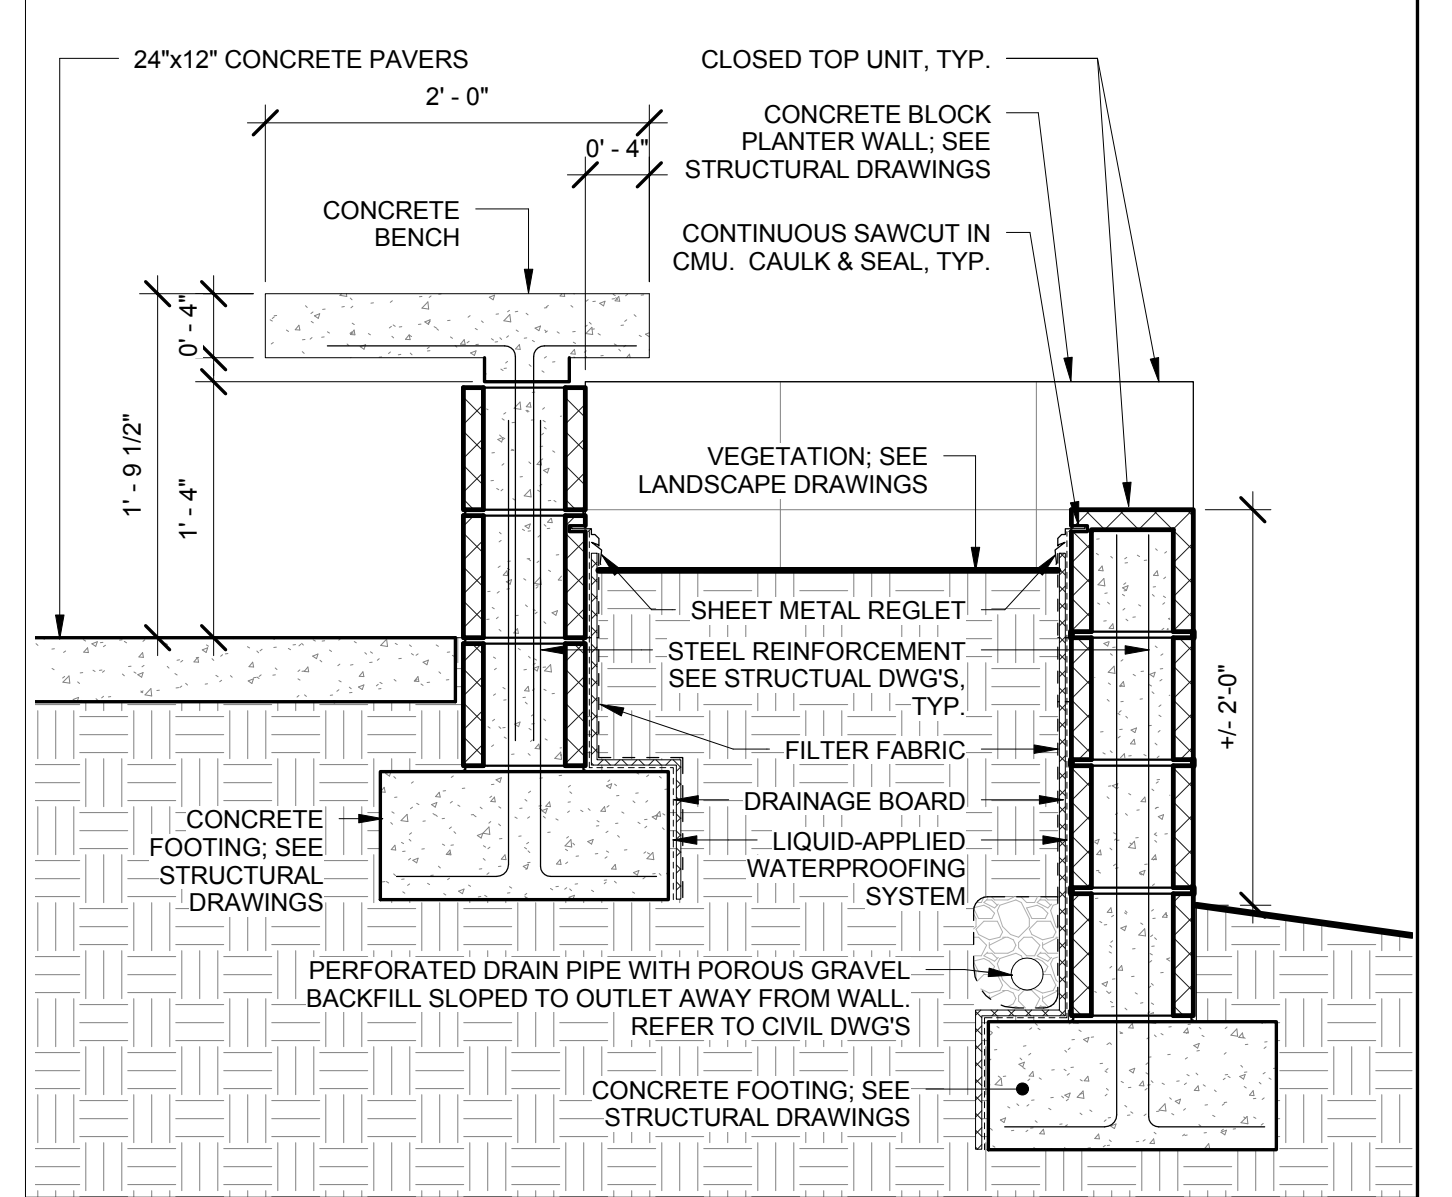 24"x12" CONCRETE PAVERS
2' - 0"
0' - 4"
CONCRETE
BENCH
CLOSED TOP UNIT, TYP.
CONCRETE BLOCK
PLANTER WALL; SEE
STRUCTURAL DRAWINGS
CONTINUOUS SAWCUT IN
CMU.  CAULK & SEAL, TYP.
0' - 4"
1' - 9 1/2"
1' - 4"
VEGETATION; SEE
LANDSCAPE DRAWINGS
SHEET METAL REGLET
STEEL REINFORCEMENT
SEE STRUCTUAL DWG'S,
TYP.
FILTER FABRIC
+/- 2'-0"
DRAINAGE BOARD
LIQUID-APPLIED
WATERPROOFING
SYSTEM
CONCRETE
FOOTING; SEE
STRUCTURAL
DRAWINGS
PERFORATED DRAIN PIPE WITH POROUS GRAVEL
BACKFILL SLOPED TO OUTLET AWAY FROM WALL.
REFER TO CIVIL DWG'S
CONCRETE FOOTING; SEE
STRUCTURAL DRAWINGS